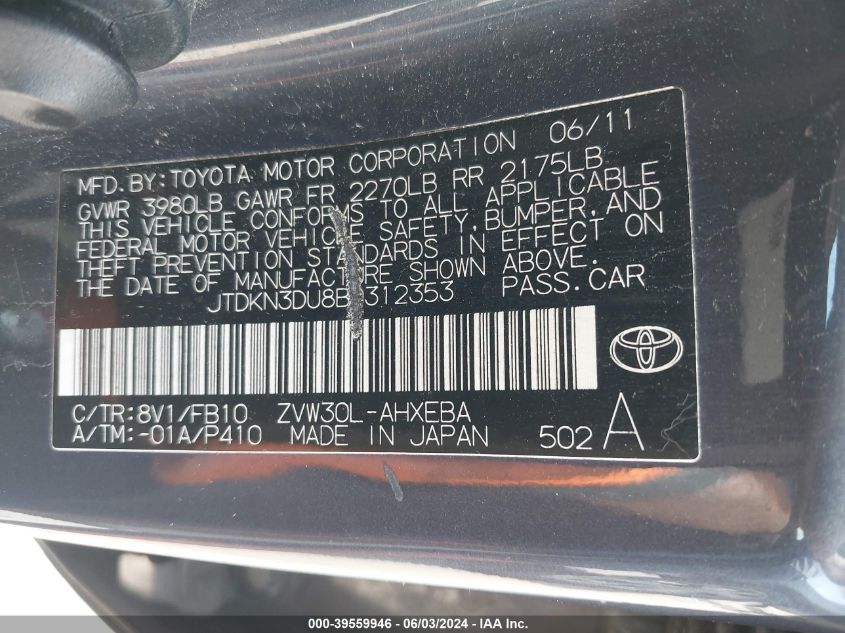 MFD. BY: TOYOTA MOTOR CORPORATION 06/11
GVWR 3980LB GAWR FR 2270LB RR 2175LB
THIS VEHICLE CONFORMS TO ALL APPLICABLE
FEDERAL MOTOR VEHICLE SAFETY, BUMPER, AND
THEFT PREVENTION STANDARDS IN EFFECT ON
THE DATE OF MANUFACTURE SHOWN ABOVE.
JTDKN3DU8B 312353 PASS. CAR
C/TR: 8V1/FB10 ZVW30L-AHXEBA
A/TM: -01A/P410 MADE IN JAPAN 502 A
000-39559946 - 06/03/2024 - IAA Inc.